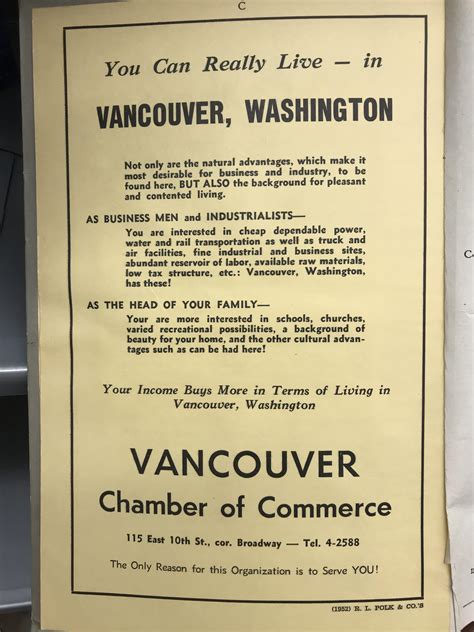 C
You Can Really Live — in
VANCOUVER, WASHINGTON
Not only are the natural advantages, which make it
most desirable for business and industry, to be
found here, BUT ALSO the background for pleasant
and contented living.
AS BUSINESS MEN and INDUSTRIALISTS—
You are interested in cheap dependable power,
water and rail transportation as well as truck and
air facilities, fine industrial and business sites,
abundant reservoir of labor, available raw materials,
low tax structure, etc.: Vancouver, Washington,
has these!
AS THE HEAD OF YOUR FAMILY—
Your are more interested in schools, churches,
varied recreational possibilities, a background of
beauty for your home, and the other cultural advan-
tages such as can be had here!
Your Income Buys More in Terms of Living in
Vancouver, Washington
VANCOUVER
Chamber of Commerce
115 East 10th St., cor. Broadway — Tel. 4-2588
The Only Reason for this Organization is to Serve YOU!
(1952) R. L. POLK & CO.'S